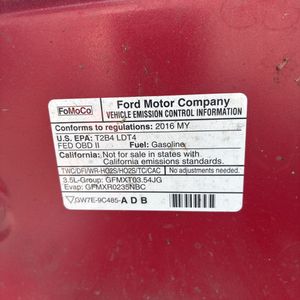 FoMoCo
Ford Motor Company
VEHICLE EMISSION CONTROL INFORMATION
Conforms to regulations: 2016 MY
U.S. EPA: T2B4 LDT4
FED OBD II Fuel: Gasoline
California: Not for sale in states with
California emissions standards.
TWC/DFI/WR-HO2S/HO2S/TC/CAC No adjustments needed.
3.5L-Group: GFMXT03.54JG
Evap: GFMXR0235NBC
GW7E-9C485-ADB